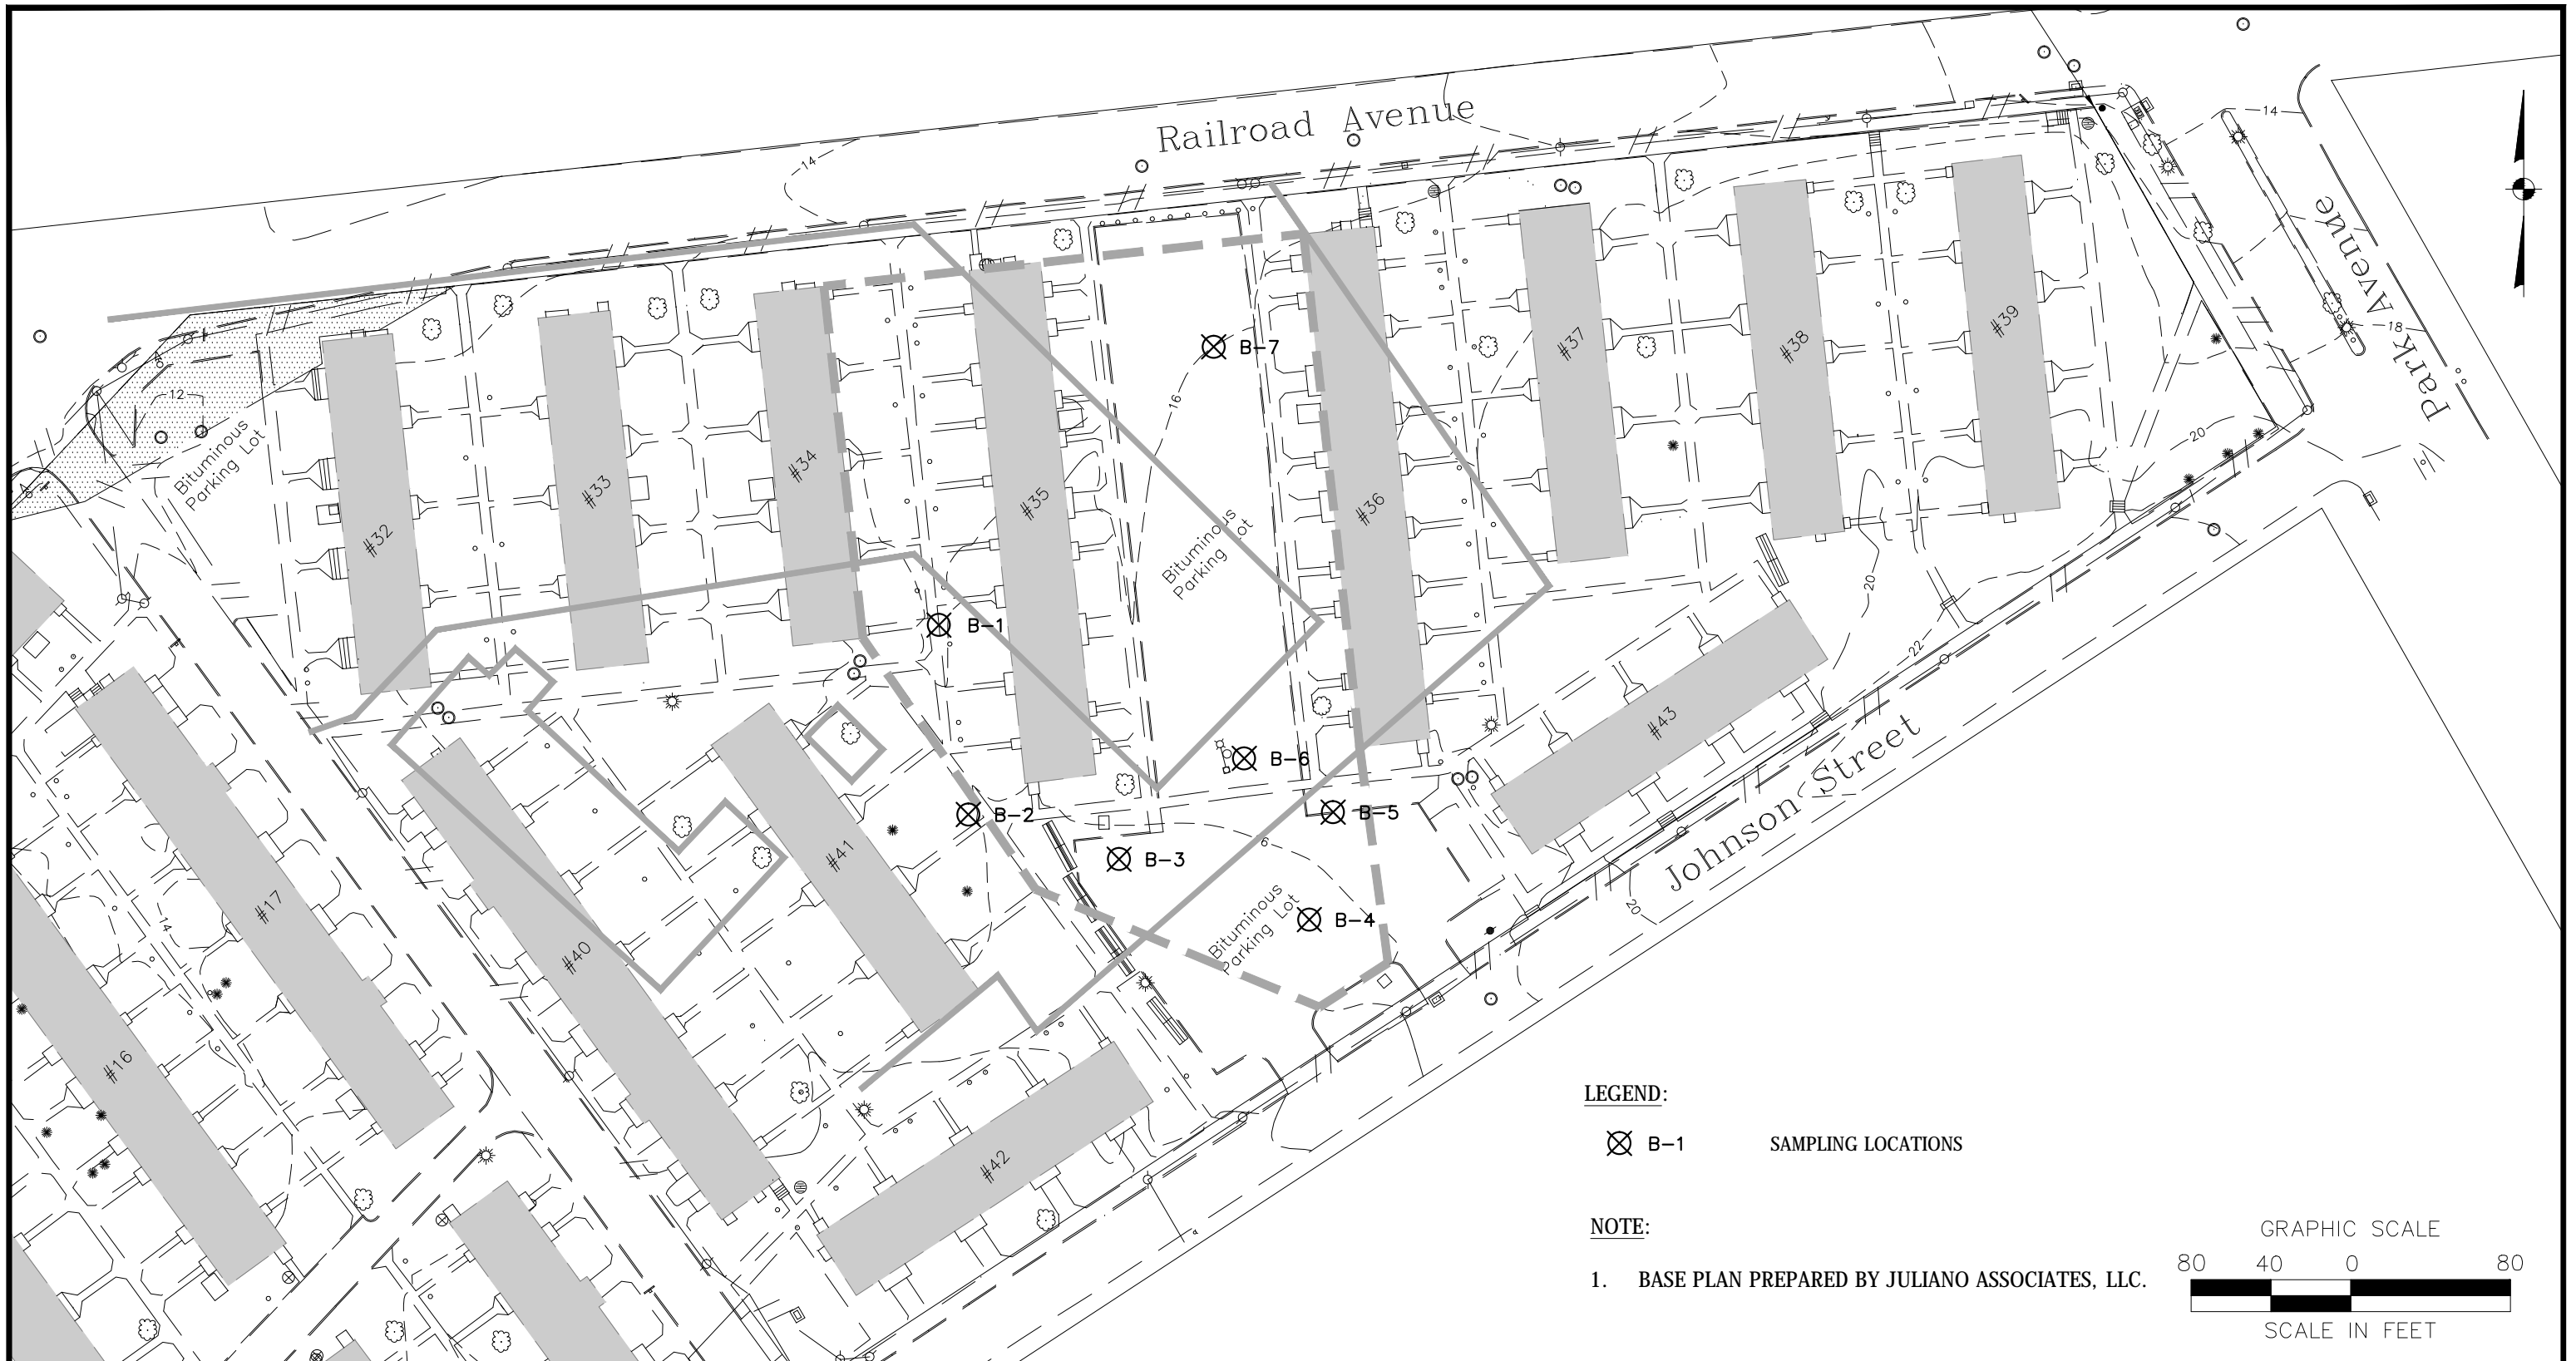 Railroad Avenue
14
14
Park Avenue
18
Park Avenue
12
Bituminous
Parking Lot
#32
#33
#34
#35
#36
#37
#38
#39
16
B-7
Bituminous
Parking Lot
20
20
22
B-1
B-6
B-2
B-5
B-3
B-4
6
Bituminous
Parking Lot
#43
Johnson Street
20
#17
14
#16
#40
#41
#42
LEGEND:
B-1 SAMPLING LOCATIONS
NOTE:
1. BASE PLAN PREPARED BY JULIANO ASSOCIATES, LLC.
GRAPHIC SCALE
80 40 0 80
SCALE IN FEET